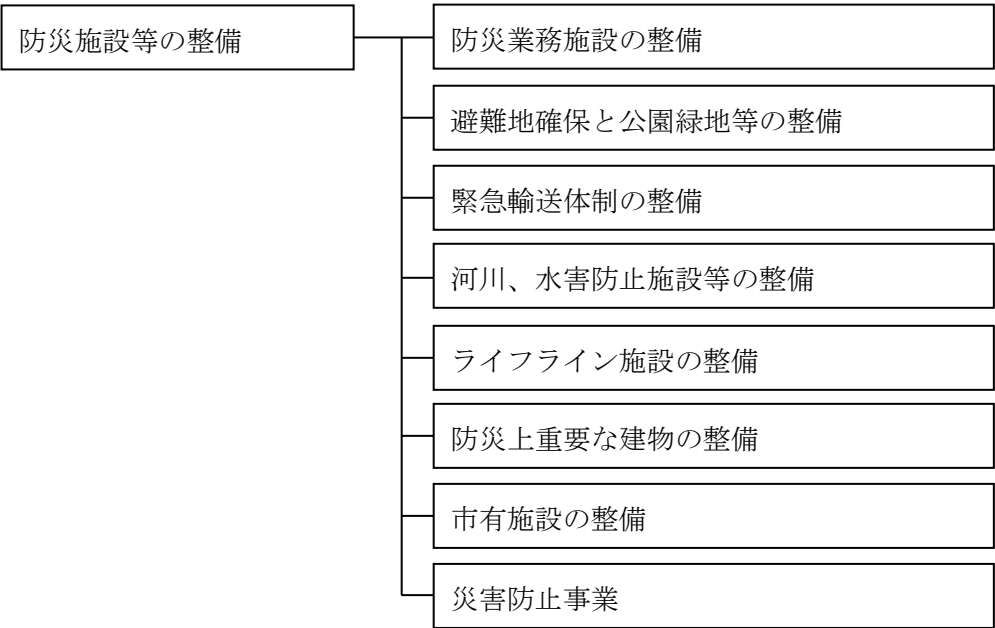 防災施設等の整備
防災業務施設の整備
避難地確保と公園緑地等の整備
緊急輸送体制の整備
河川、水害防止施設等の整備
ライフライン施設の整備
防災上重要な建物の整備
市有施設の整備
災害防止事業